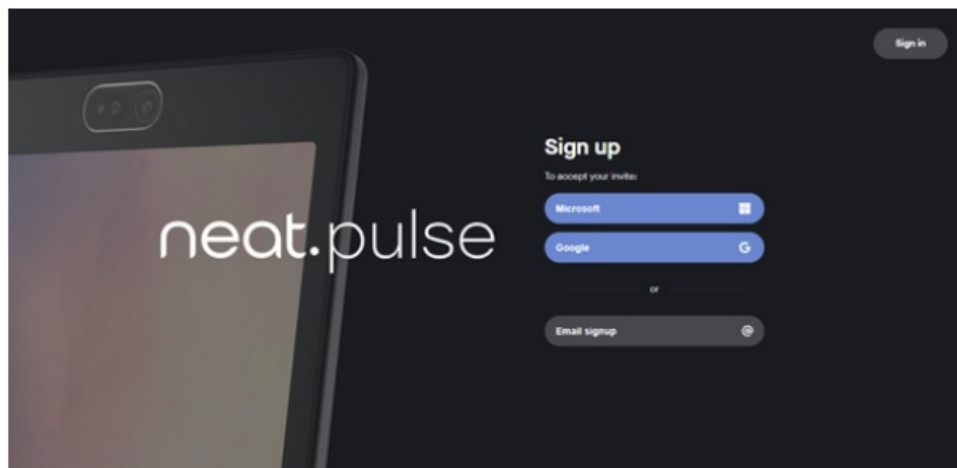 Sign in
neat.pulse
Sign up
To accept your invite:
Microsoft
Google
or
Email signup